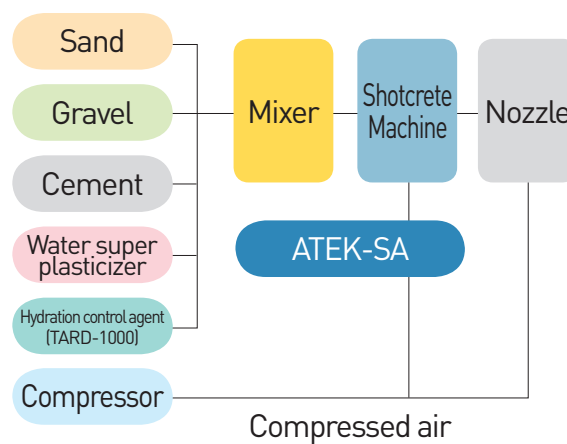 Sand
Gravel
Cement
Water super
plasticizer
Hydration control agent
(TARD-1000)
Compressor
Mixer
Shotcrete
Machine
Nozzle
ATEK-SA
Compressed air